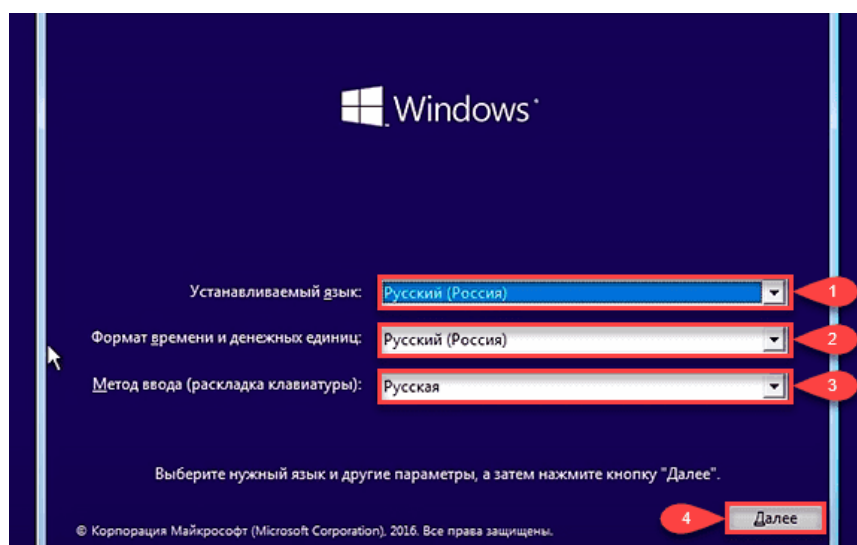 Windows
Устанавливаемый язык: Русский (Россия) 1
Формат времени и денежных единиц: Русский (Россия) 2
Метод ввода (раскладка клавиатуры): Русская 3
Выберите нужный язык и другие параметры, а затем нажмите кнопку "Далее".
4 Далее
© Корпорация Майкрософт (Microsoft Corporation), 2016. Все права защищены.